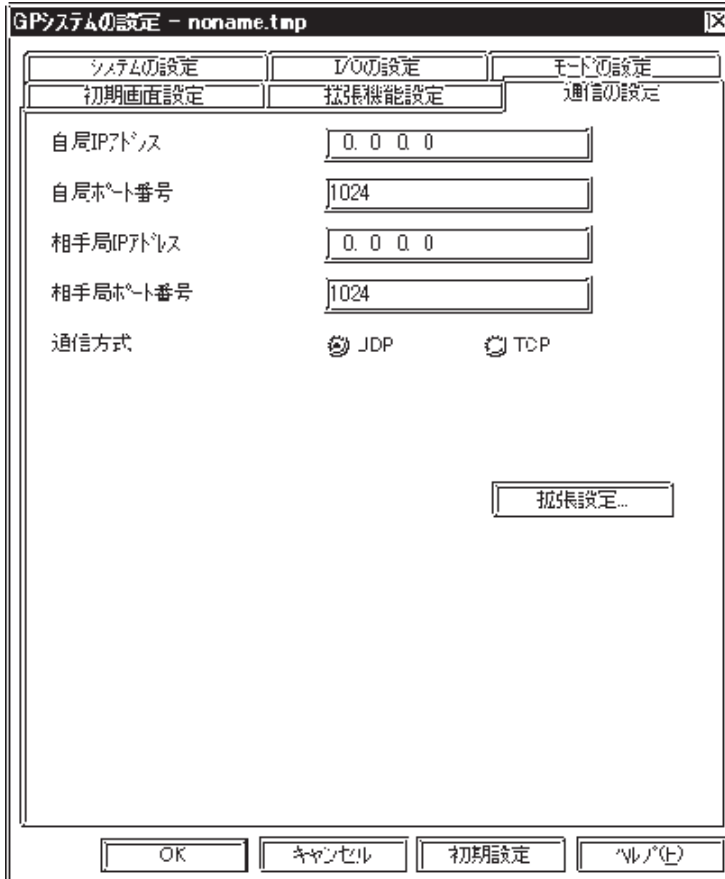 GPシステムの設定 - noname.tmp
システムの設定 I/Oの設定 モードの設定
初期画面設定 拡張機能設定 通信の設定
自局IPアドレス 0. 0 0. 0
自局ポート番号 1024
相手局IPアドレス 0. 0 0. 0
相手局ポート番号 1024
通信方式 UDP TCP
拡張設定...
OK キャンセル 初期設定 ヘルプ(H)